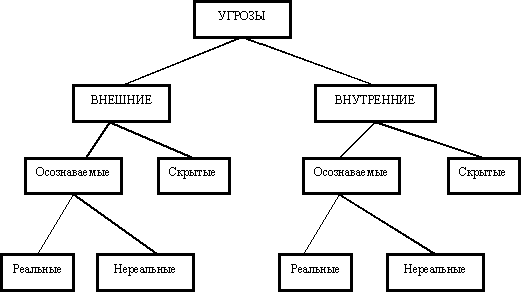 УГРОЗЫ
ВНЕШНИЕ
ВНУТРЕННИЕ
Осознаваемые
Скрытые
Осознаваемые
Скрытые
Реальные
Нереальные
Реальные
Нереальные